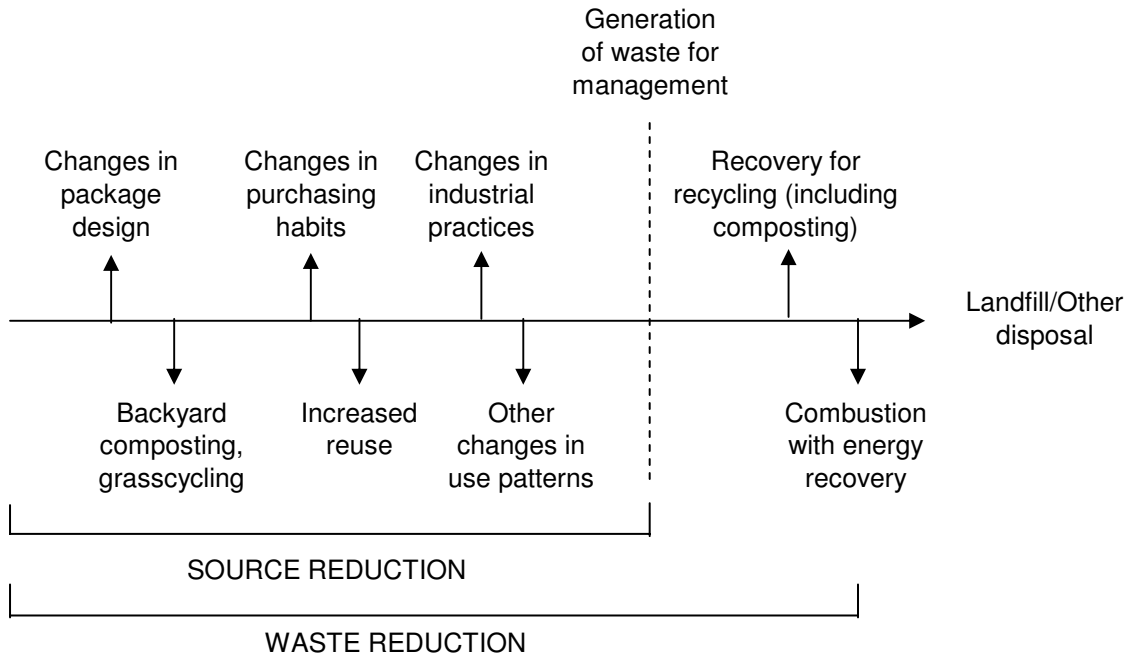 Generation
of waste for
management
Changes in
package
design
Changes in
purchasing
habits
Changes in
industrial
practices
Recovery for
recycling (including
composting)
Landfill/Other
disposal
Backyard
composting,
grasscycling
Increased
reuse
Other
changes in
use patterns
Combustion
with energy
recovery
SOURCE REDUCTION
WASTE REDUCTION